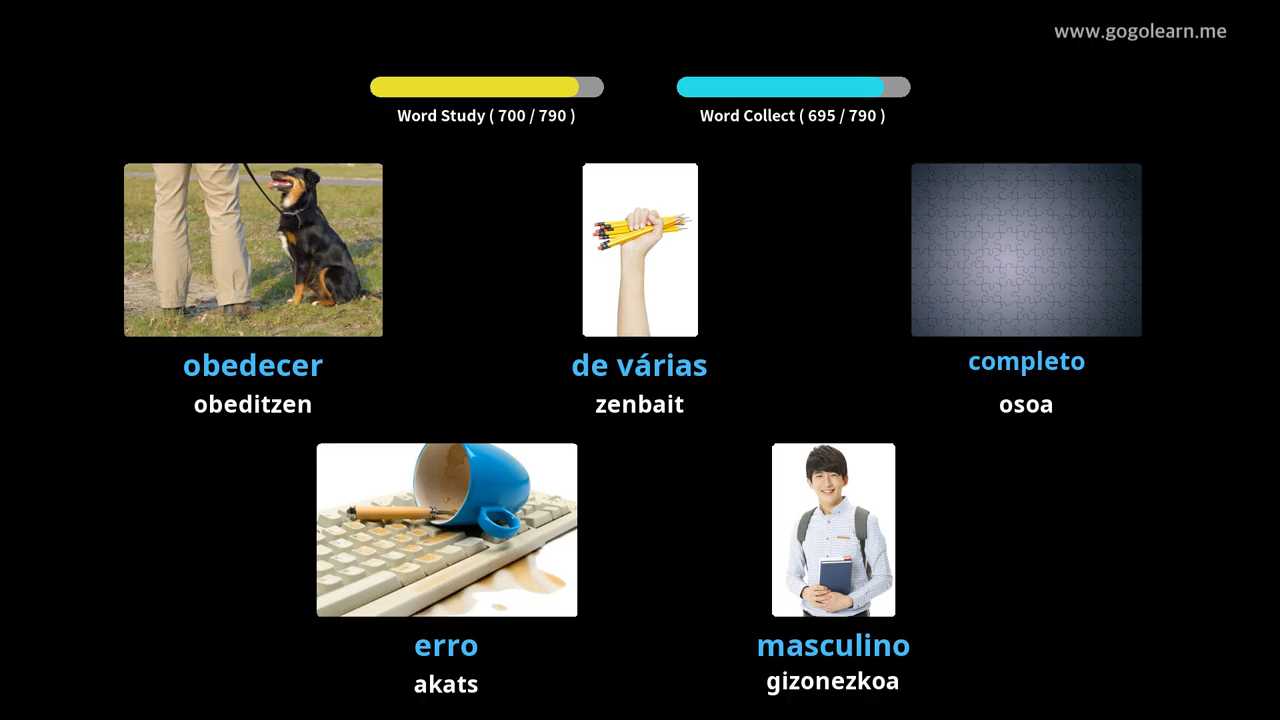 www.gogolearn.me
Word Study ( 700 / 790 )
Word Collect ( 695 / 790 )
obedecer
obeditzen
de várias
zenbait
completo
osoa
erro
akats
masculino
gizonezkoa